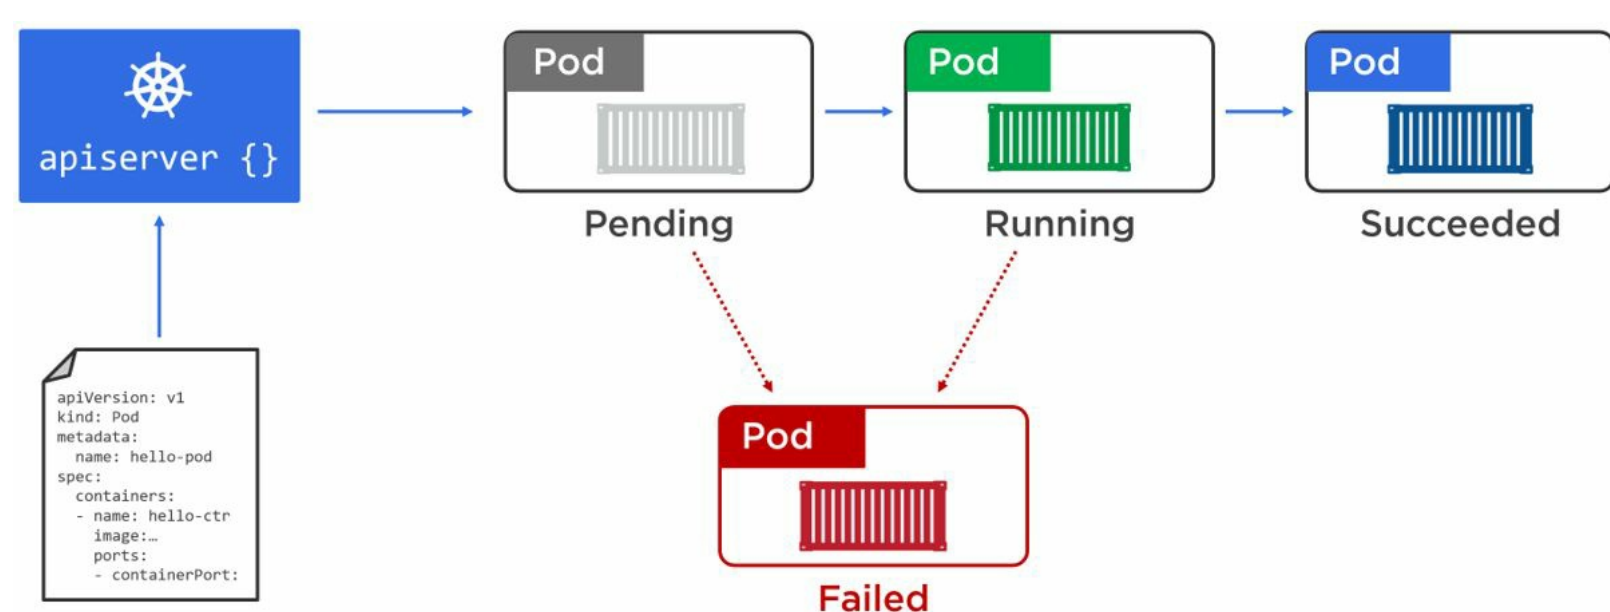 apiserver {}
Pod
Pending
Pod
Running
Pod
Succeeded
apiVersion: v1
kind: Pod
metadata:
  name: hello-pod
spec:
  containers:
  - name: hello-ctr
    image:…
    ports:
    - containerPort:
Pod
Failed